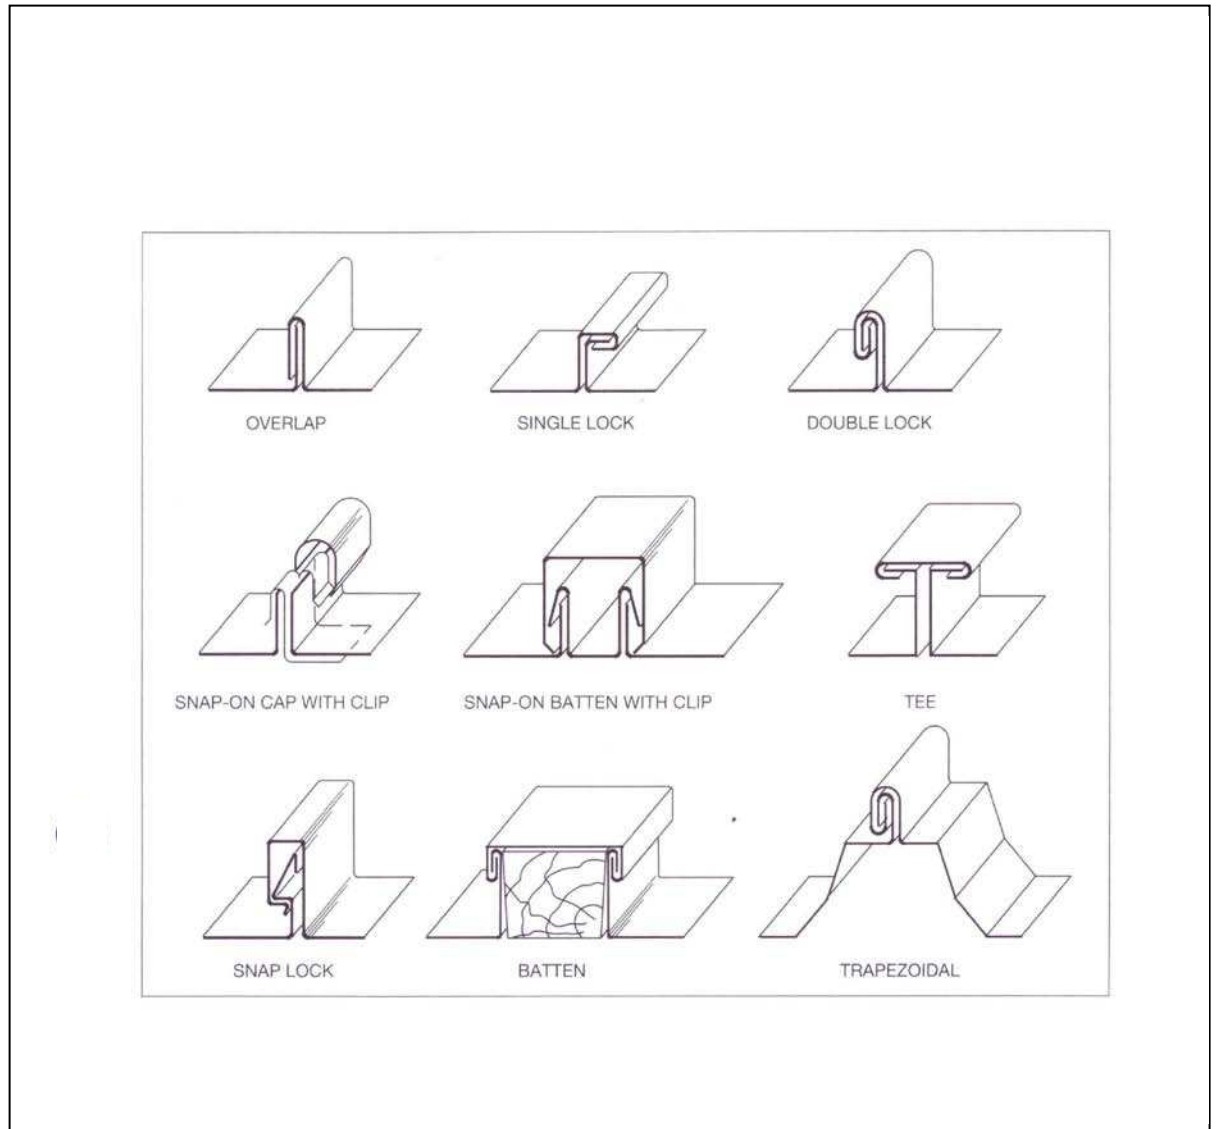 OVERLAP
SINGLE LOCK
DOUBLE LOCK
SNAP-ON CAP WITH CLIP
SNAP-ON BATTEN WITH CLIP
TEE
SNAP LOCK
BATTEN
TRAPEZOIDAL